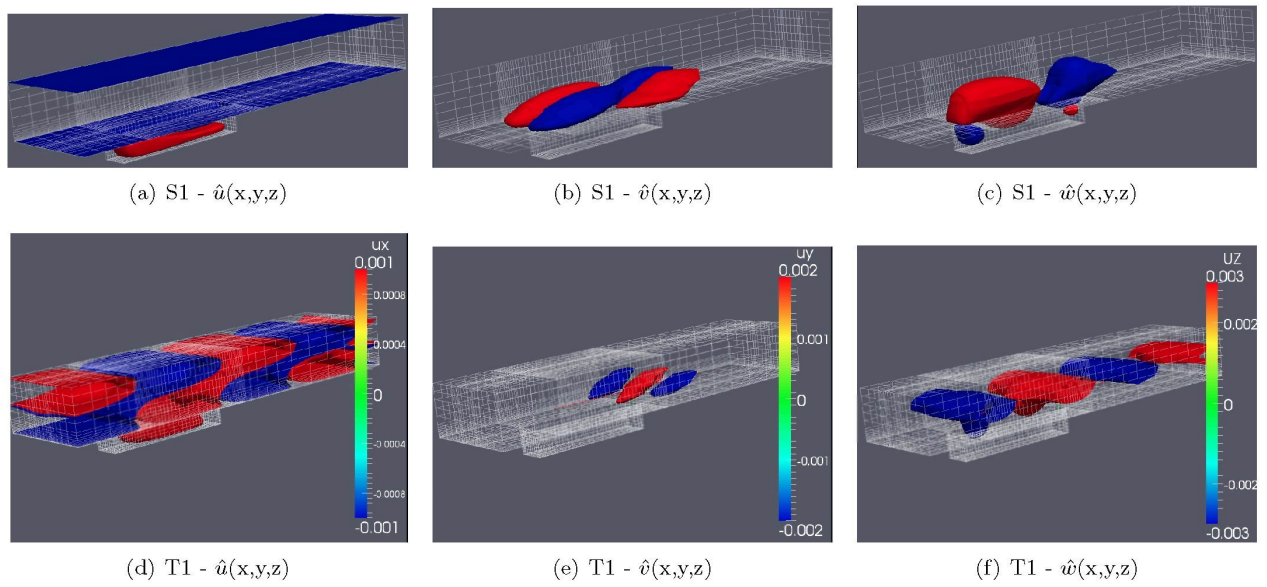 (a) S1 - û(x,y,z)
(b) S1 - v̂(x,y,z)
(c) S1 - ŵ(x,y,z)
ux
0.001
0.0008
0.0004
0
-0.0004
-0.0008
-0.001
uy
0.002
0.001
0
-0.001
-0.002
UZ
0.003
0.002
0
-0.002
-0.003
(d) T1 - û(x,y,z)
(e) T1 - v̂(x,y,z)
(f) T1 - ŵ(x,y,z)